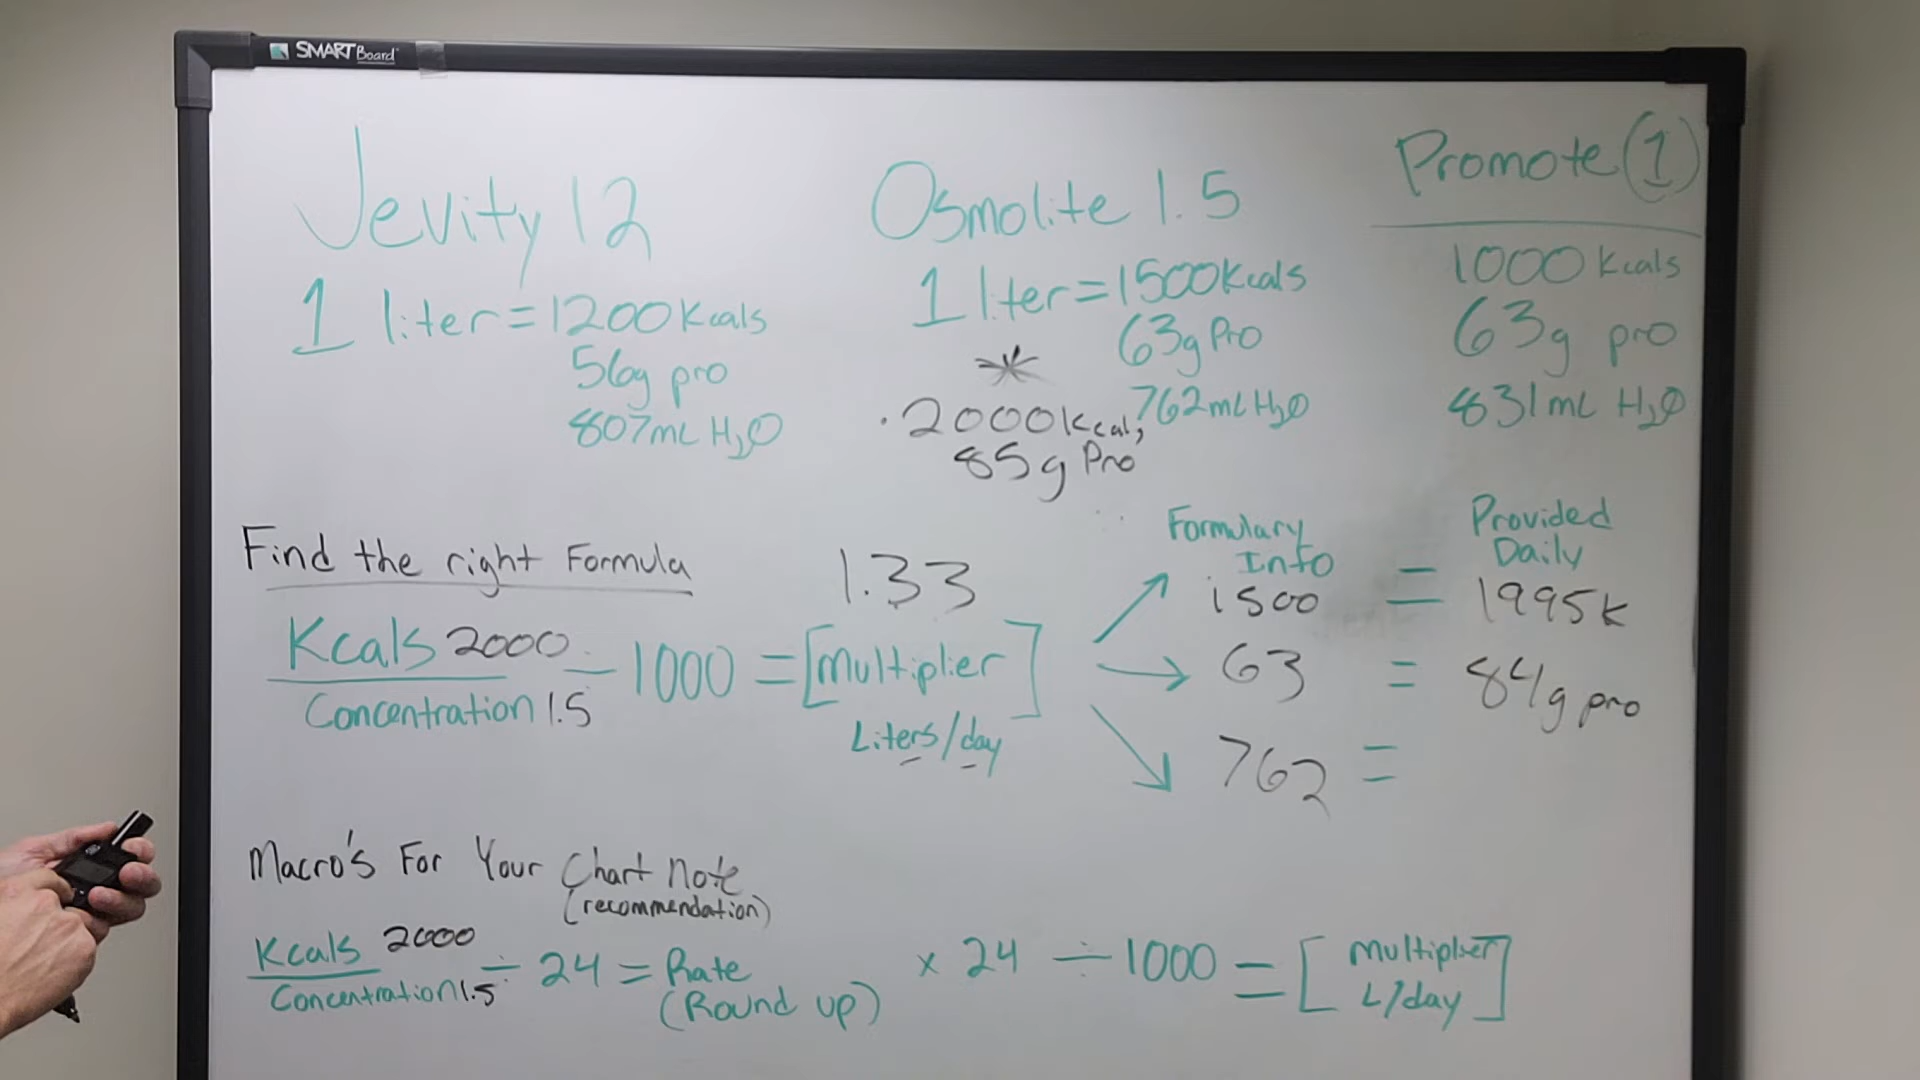 SMART Board
Jevity 12
1 liter = 1200 Kcals
56g pro
807mL H2O
Osmolite 1.5
1 liter = 1500 Kcals
63g Pro
762mL H2O
*
· 2000 Kcal,
85g Pro
Promote 1
1000 Kcals
63g pro
831mL H2O
Find the right Formula
Kcals 2000
Concentration 1.5
÷ 1000 = [multiplier]
1.33
Liters/day
Formulary
Info
1500
63
762
Provided
Daily
= 1995K
= 84g pro
=
Macro's For Your Chart Note
(recommendation)
Kcals 2000
Concentration 1.5
÷ 24 = Rate
(Round up)
x 24 ÷ 1000 = [multiplier
L/day]